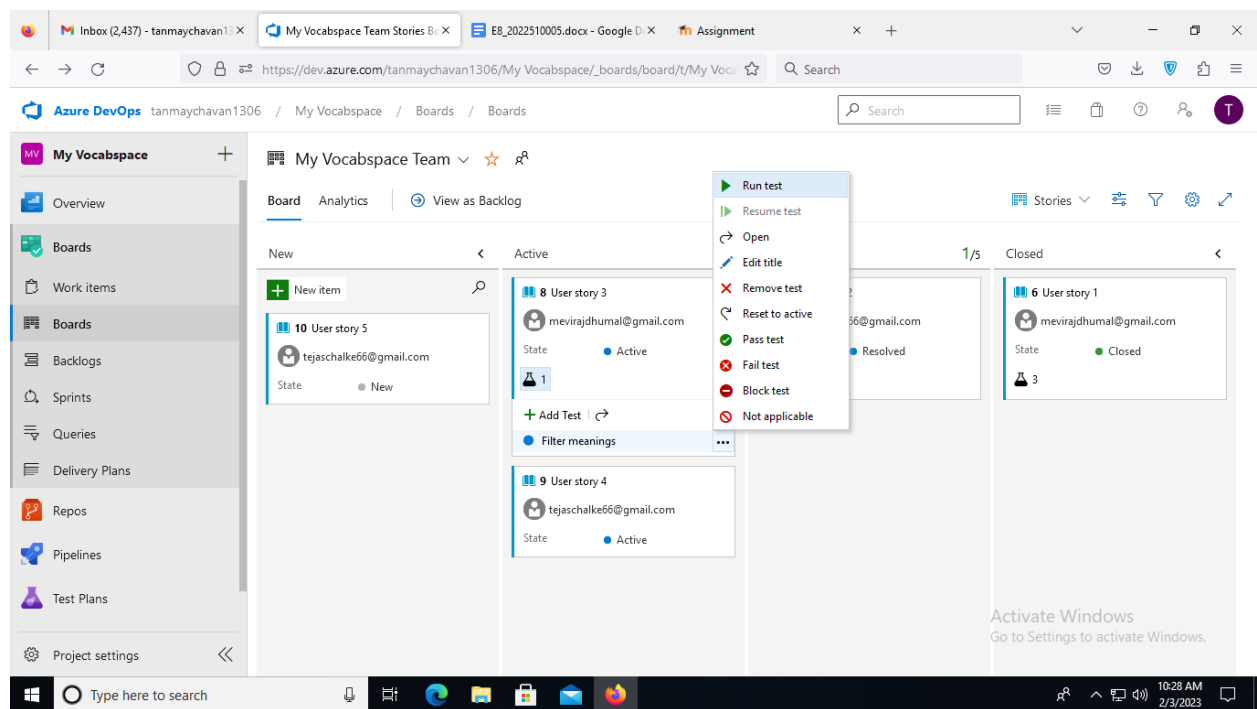 Inbox (2,437) - tanmaychavan13 My Vocabspace Team Stories Bo E8_2022510005.docx - Google D Assignment
https://dev.azure.com/tanmaychavan1306/My Vocabspace/_boards/board/t/My Voca Search
Azure DevOps tanmaychavan1306 / My Vocabspace / Boards / Boards Search T
MV My Vocabspace
My Vocabspace Team
Overview
Boards
Work items
Boards
Backlogs
Sprints
Queries
Delivery Plans
Repos
Pipelines
Test Plans
Project settings
Board Analytics View as Backlog Stories
New
New item
10 User story 5
tejaschalke66@gmail.com
State New
Active
8 User story 3
mevirajdhumal@gmail.com
State Active
1
Add Test
Filter meanings
9 User story 4
tejaschalke66@gmail.com
State Active
Run test
Resume test
Open
Edit title
Remove test
Reset to active
Pass test
Fail test
Block test
Not applicable
1/5
66@gmail.com
Resolved
Closed
6 User story 1
mevirajdhumal@gmail.com
State Closed
3
Activate Windows
Go to Settings to activate Windows.
Type here to search
10:28 AM
2/3/2023